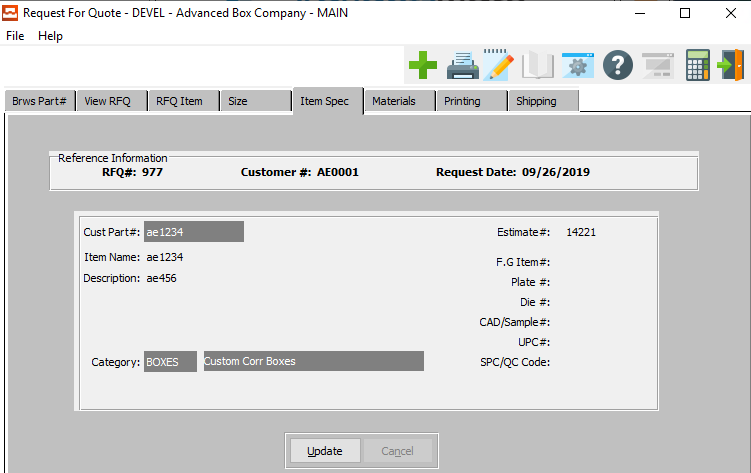 Request For Quote - DEVEL - Advanced Box Company - MAIN
File Help
Brws Part# View RFQ RFQ Item Size Item Spec Materials Printing Shipping
Reference Information
RFQ#: 977 Customer #: AE0001 Request Date: 09/26/2019
Cust Part#: ae1234 Estimate#: 14221
Item Name: ae1234 F.G Item#:
Description: ae456 Plate #:
Die #:
CAD/Sample#:
UPC#:
Category: BOXES Custom Corr Boxes SPC/QC Code:
Update Cancel